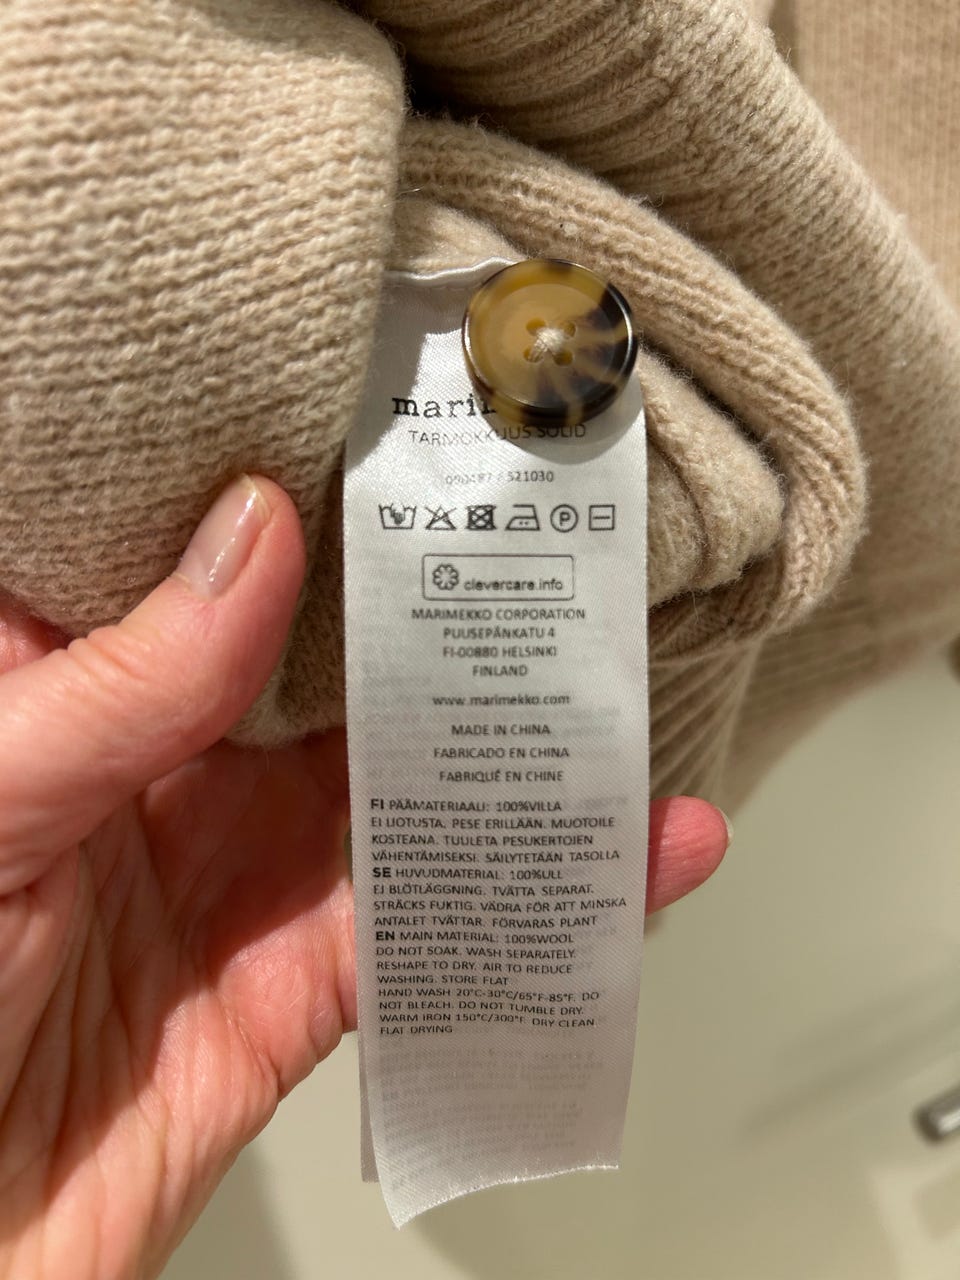 TARMOKKUUS SOLID
090487 / 521030
P
clevercare.info
MARIMEKKO CORPORATION
PUUSEPÄNKATU 4
FI-00880 HELSINKI
FINLAND
www.marimekko.com
MADE IN CHINA
FABRICADO EN CHINA
FABRIQUÉ EN CHINE
FI PÄÄMATERIAALI: 100%VILLA
EI LIOTUSTA. PESE ERILLÄÄN. MUOTOILE
KOSTEANA. TUULETA PESUKERTOJEN
VÄHENTÄMISEKSI. SÄILYTETÄÄN TASOLLA
SE HUVUDMATERIAL: 100%ULL
EJ BLÖTLÄGGNING. TVÄTTA SEPARAT.
STRÄCKS FUKTIG. VÄDRA FÖR ATT MINSKA
ANTALET TVÄTTAR. FÖRVARAS PLANT
EN MAIN MATERIAL: 100%WOOL
DO NOT SOAK. WASH SEPARATELY.
RESHAPE TO DRY. AIR TO REDUCE
WASHING. STORE FLAT
HAND WASH 20°C-30°C/65°F-85°F. DO
NOT BLEACH. DO NOT TUMBLE DRY.
WARM IRON 150°C/300°F. DRY CLEAN
FLAT DRYING